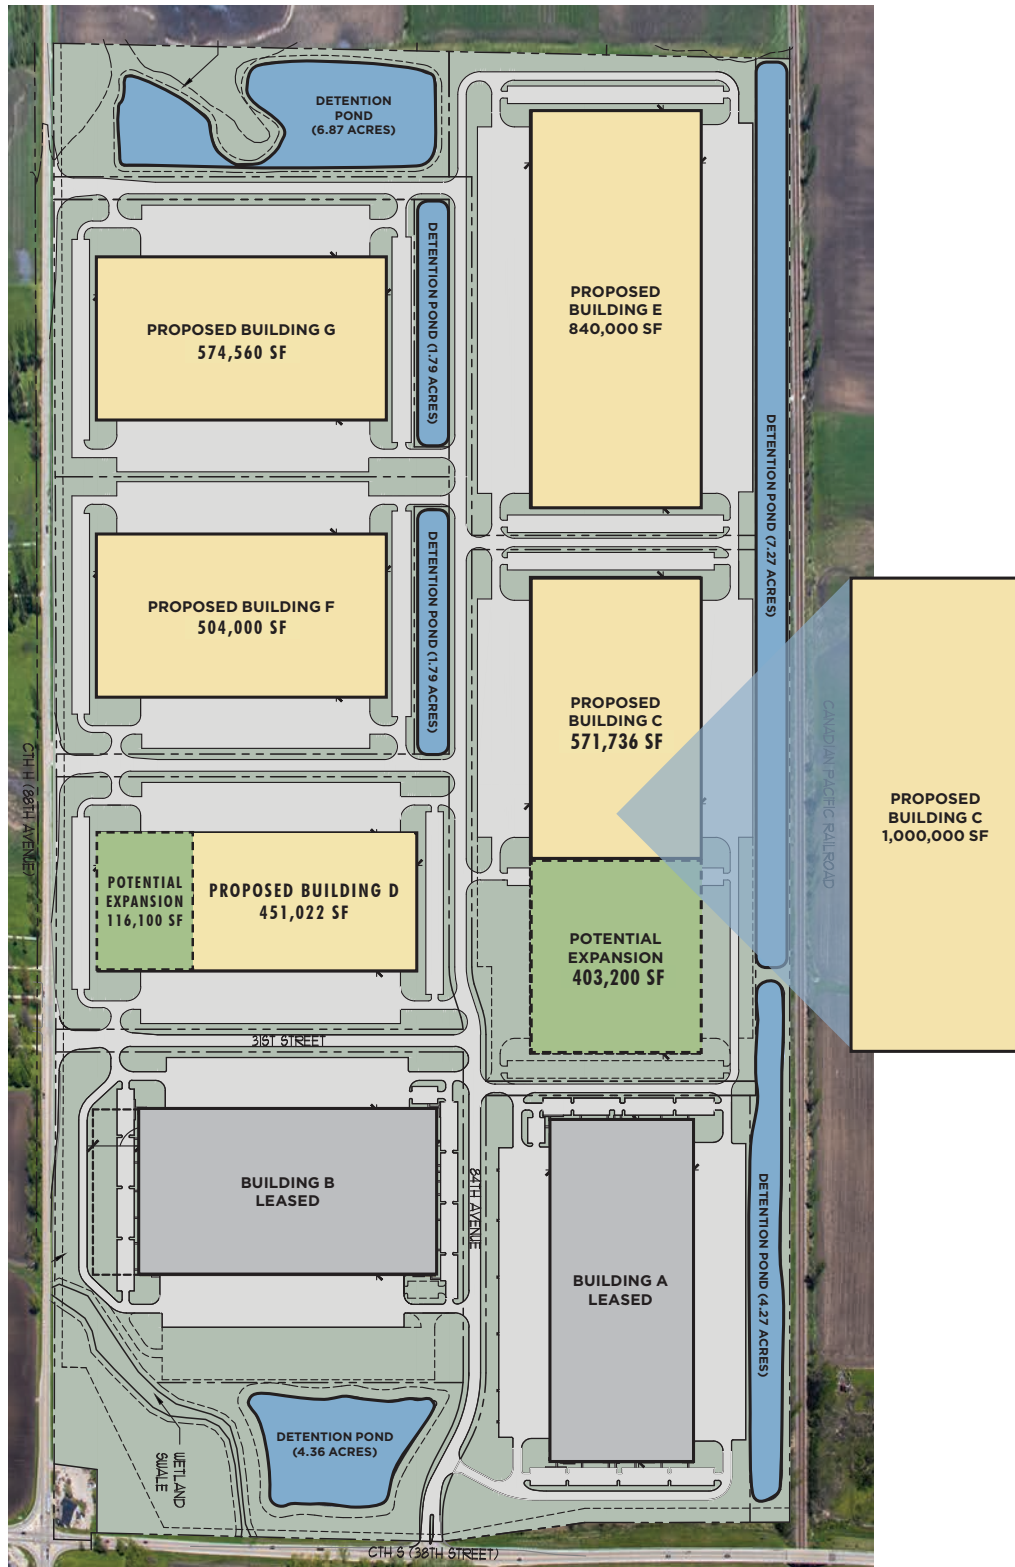 DETENTION
POND
(6.87 ACRES)
DETENTION POND (1.79 ACRES)
PROPOSED BUILDING G
574,560 SF
PROPOSED
BUILDING E
840,000 SF
DETENTION POND (7.27 ACRES)
PROPOSED BUILDING F
504,000 SF
DETENTION POND (1.79 ACRES)
PROPOSED
BUILDING C
571,736 SF
CANADIAN PACIFIC RAILROAD
PROPOSED
BUILDING C
1,000,000 SF
CTH H (88TH AVENUE)
POTENTIAL
EXPANSION
116,100 SF
PROPOSED BUILDING D
451,022 SF
POTENTIAL
EXPANSION
403,200 SF
31ST STREET
BUILDING B
LEASED
84TH AVENUE
BUILDING A
LEASED
DETENTION POND (4.27 ACRES)
DETENTION POND
(4.36 ACRES)
WETLAND
SWALE
CTH S (38TH STREET)